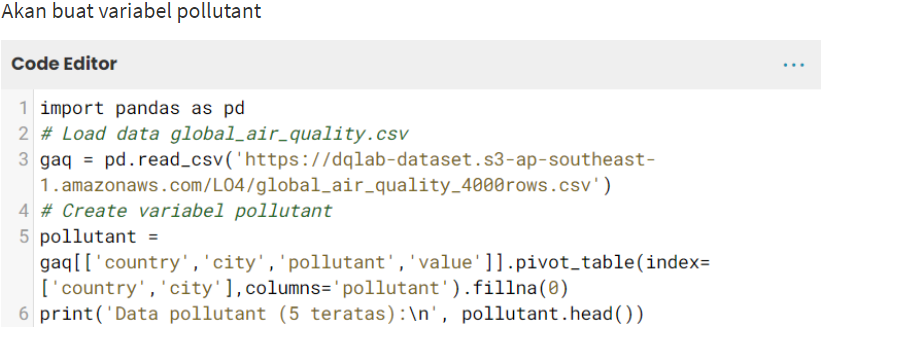 Akan buat variabel pollutant
Code Editor
1 import pandas as pd
2 # Load data global_air_quality.csv
3 gaq = pd.read_csv('https://dqlab-dataset.s3-ap-southeast-
1.amazonaws.com/LO4/global_air_quality_4000rows.csv')
4 # Create variabel pollutant
5 pollutant =
gaq[['country','city','pollutant','value']].pivot_table(index=
['country','city'],columns='pollutant').fillna(0)
6 print('Data pollutant (5 teratas):\n', pollutant.head())